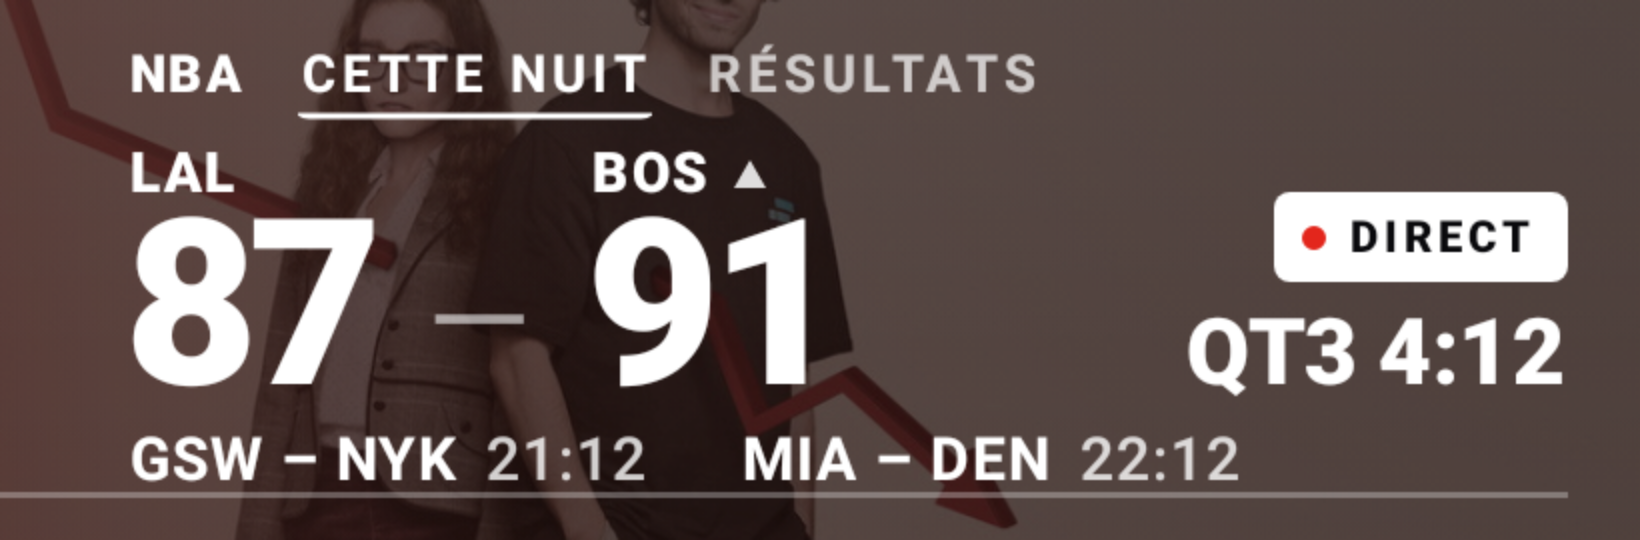 NBA CETTE NUIT RÉSULTATS
LAL BOS ▲
87 – 91
DIRECT
QT3 4:12
GSW – NYK 21:12 MIA – DEN 22:12